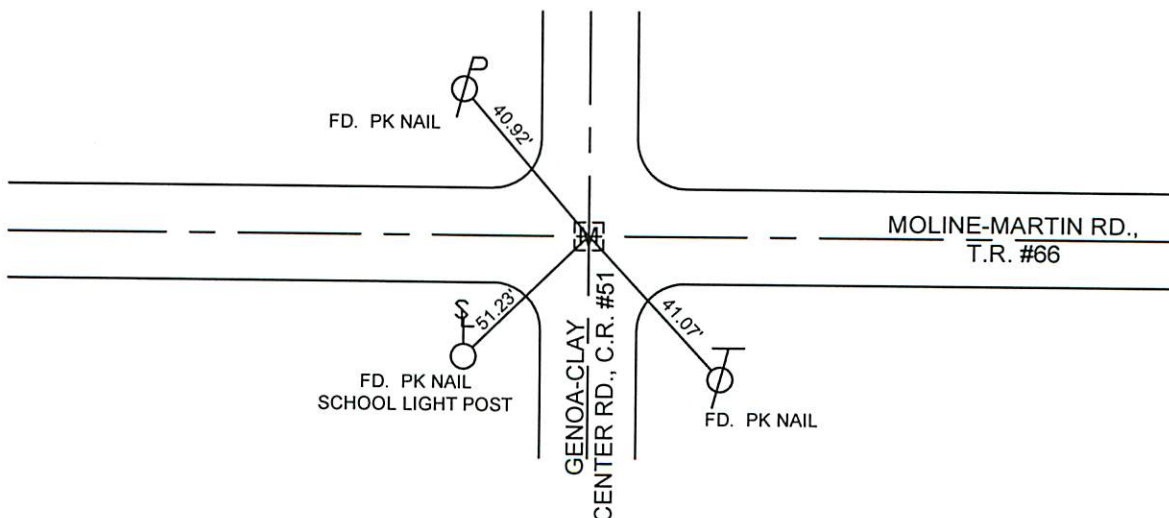 P
FD. PK NAIL
40.92'
MOLINE-MARTIN RD.,
T.R. #66
M
SL
51.23'
41.07'
GENOA-CLAY
CENTER RD., C.R. #51
FD. PK NAIL
SCHOOL LIGHT POST
T
FD. PK NAIL